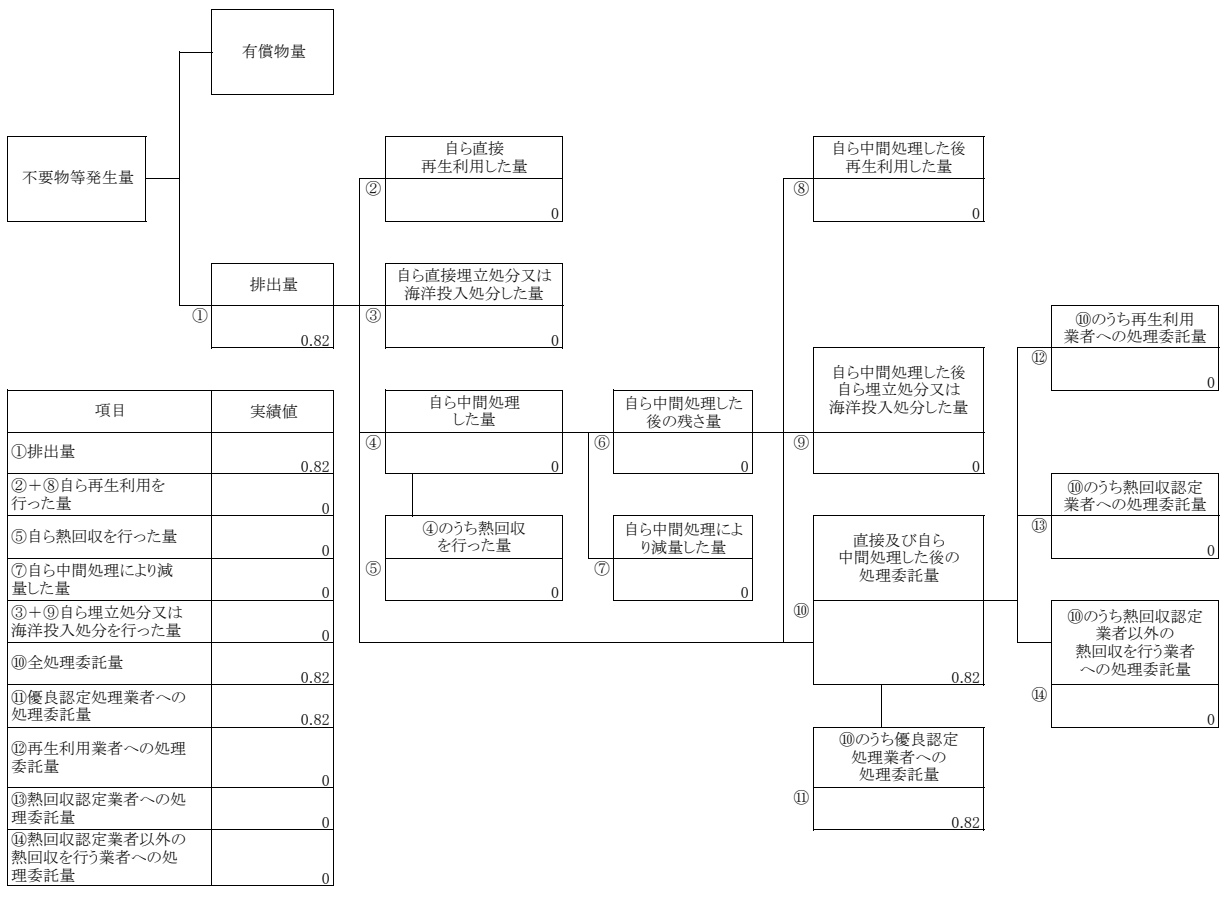 有償物量
不要物等発生量
自ら直接
再生利用した量
②
0
自ら中間処理した後
再生利用した量
⑧
0
排出量
①
0.82
自ら直接埋立処分又は
海洋投入処分した量
③
0
⑩のうち再生利用
業者への処理委託量
⑫
0
自ら中間処理
した量
④
0
自ら中間処理した
後の残さ量
⑥
0
自ら中間処理した後
自ら埋立処分又は
海洋投入処分した量
⑨
0
⑩のうち熱回収認定
業者への処理委託量
⑬
0
④のうち熱回収
を行った量
⑤
0
自ら中間処理によ
り減量した量
⑦
0
直接及び自ら
中間処理した後の
処理委託量
⑩
0.82
⑩のうち熱回収認定
業者以外の
熱回収を行う業者
への処理委託量
⑭
0
⑩のうち優良認定
処理業者への
処理委託量
⑪
0.82
項目 実績値
①排出量
0.82
②＋⑧自ら再生利用を
行った量
0
⑤自ら熱回収を行った量
0
⑦自ら中間処理により減
量した量
0
③＋⑨自ら埋立処分又は
海洋投入処分を行った量
0
⑩全処理委託量
0.82
⑪優良認定処理業者への
処理委託量
0.82
⑫再生利用業者への処理
委託量
0
⑬熱回収認定業者への処
理委託量
0
⑭熱回収認定業者以外の
熱回収を行う業者への処
理委託量
0